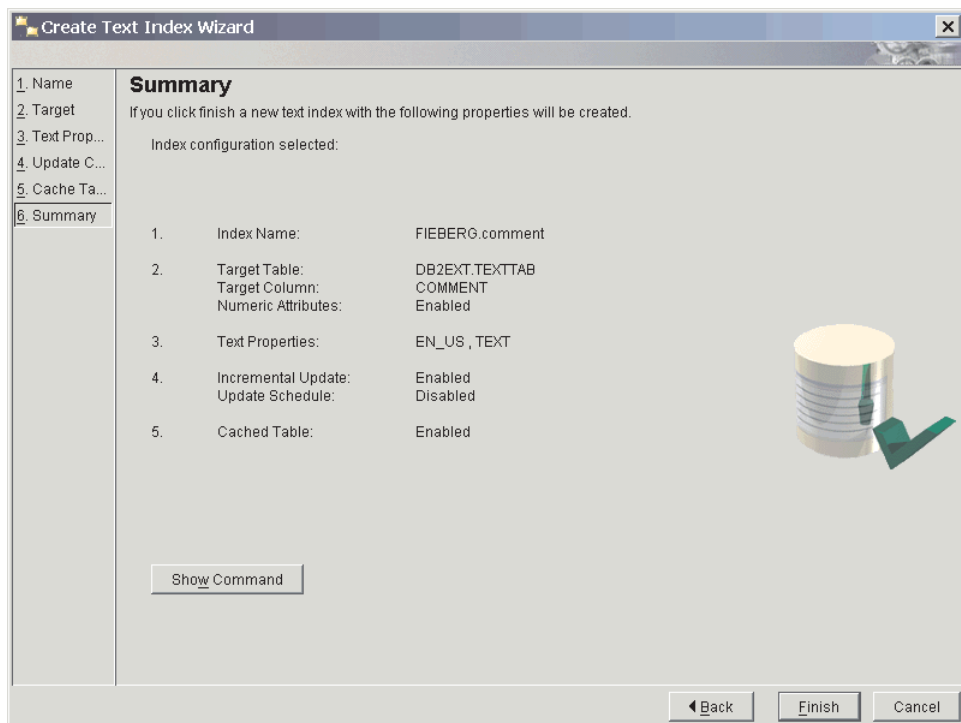 Create Text Index Wizard
1. Name
2. Target
3. Text Prop...
4. Update C...
5. Cache Ta...
6. Summary
Summary
If you click finish a new text index with the following properties will be created.
Index configuration selected:
1. Index Name: FIEBERG.comment
2. Target Table: DB2EXT.TEXTTAB
Target Column: COMMENT
Numeric Attributes: Enabled
3. Text Properties: EN_US , TEXT
4. Incremental Update: Enabled
Update Schedule: Disabled
5. Cached Table: Enabled
Show Command
Back Finish Cancel